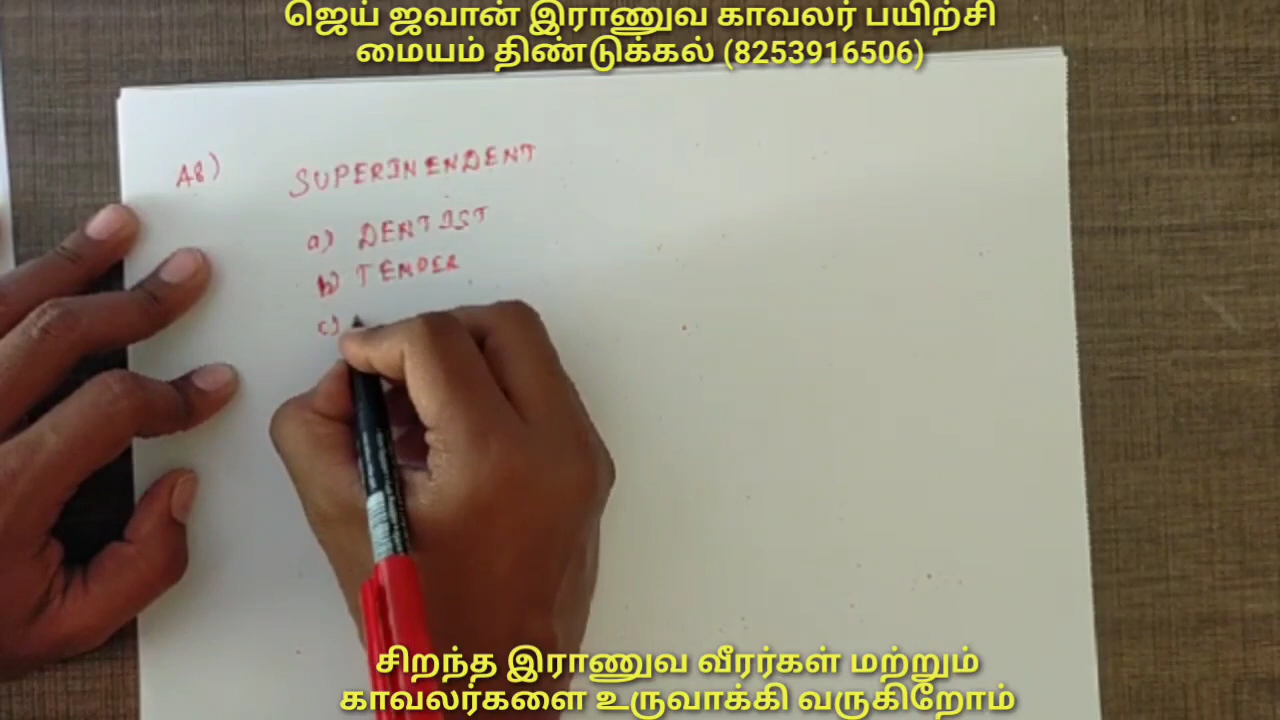 ஜெய் ஜவான் இராணுவ காவலர் பயிற்சி
மையம் திண்டுக்கல் (8253916506)
A8) SUPERINENDENT
a) DENTIST
b) TENDER
c)
சிறந்த இராணுவ வீரர்கள் மற்றும்
காவலர்களை உருவாக்கி வருகிறோம்